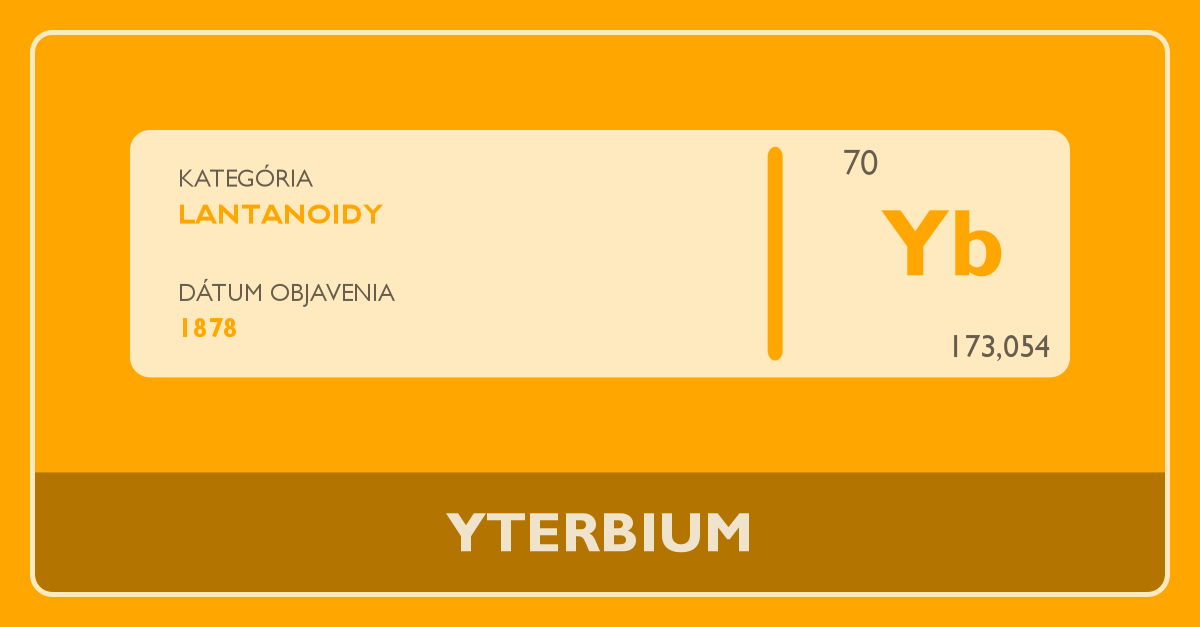 KATEGÓRIA
LANTANOIDY
DÁTUM OBJAVENIA
1878
70
Yb
173,054
YTERBIUM